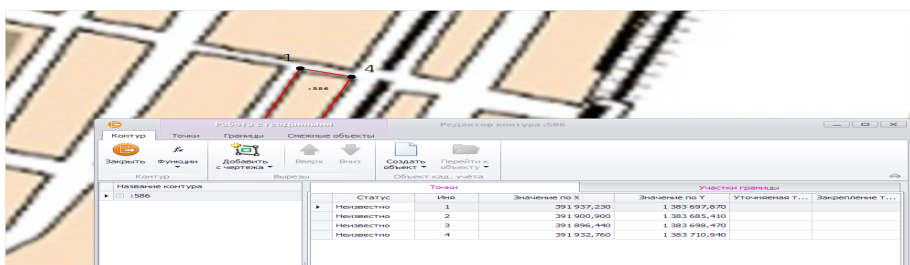 1
4
:586
Работа с геоданными
Редактор контура :586
Контур Точки Границы Смежные объекты
Закрыть Функции Добавить с чертежа Вверх Вниз Создать объект Перейти к объекту
Контур Вырезы Объект кад. учёта
Название контура
:586
Точки Участки границы
Статус Имя Значение по X Значение по Y Уточняемая т... Закрепление т...
Неизвестно 1 391 937,230 1 383 697,870
Неизвестно 2 391 900,900 1 383 685,410
Неизвестно 3 391 896,440 1 383 698,470
Неизвестно 4 391 932,760 1 383 710,940